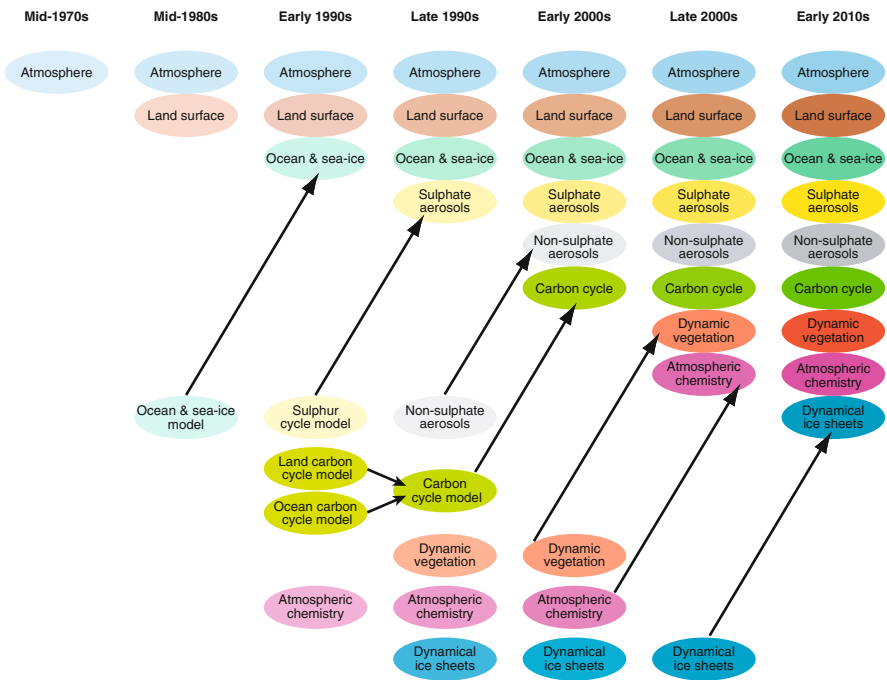 Mid-1970s
Mid-1980s
Early 1990s
Late 1990s
Early 2000s
Late 2000s
Early 2010s
Atmosphere
Atmosphere
Atmosphere
Atmosphere
Atmosphere
Atmosphere
Atmosphere
Land surface
Land surface
Land surface
Land surface
Land surface
Land surface
Ocean & sea-ice
Ocean & sea-ice
Ocean & sea-ice
Ocean & sea-ice
Ocean & sea-ice
Sulphate
aerosols
Sulphate
aerosols
Sulphate
aerosols
Sulphate
aerosols
Non-sulphate
aerosols
Non-sulphate
aerosols
Non-sulphate
aerosols
Carbon cycle
Carbon cycle
Carbon cycle
Dynamic
vegetation
Dynamic
vegetation
Atmospheric
chemistry
Atmospheric
chemistry
Ocean & sea-ice
model
Sulphur
cycle model
Non-sulphate
aerosols
Dynamical
ice sheets
Land carbon
cycle model
Carbon
cycle model
Ocean carbon
cycle model
Dynamic
vegetation
Dynamic
vegetation
Atmospheric
chemistry
Atmospheric
chemistry
Atmospheric
chemistry
Dynamical
ice sheets
Dynamical
ice sheets
Dynamical
ice sheets